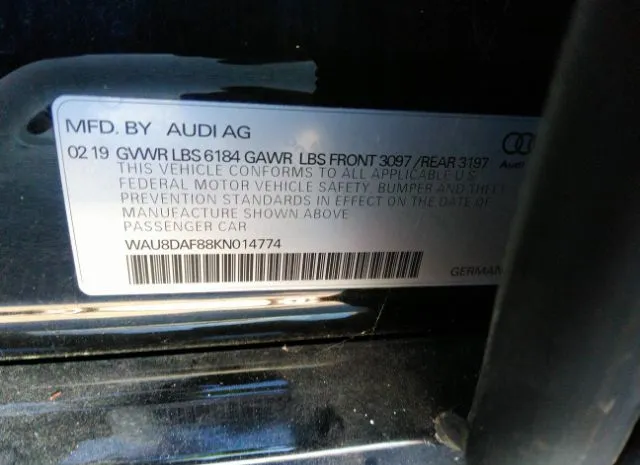 MFD. BY AUDI AG
02 19 GVWR LBS 6184 GAWR LBS FRONT 3097 / REAR 3197
THIS VEHICLE CONFORMS TO ALL APPLICABLE U.S.
FEDERAL MOTOR VEHICLE SAFETY, BUMPER AND THEFT
PREVENTION STANDARDS IN EFFECT ON THE DATE OF
MANUFACTURE SHOWN ABOVE
PASSENGER CAR
WAU8DAF88KN014774
Aud
GERMAN